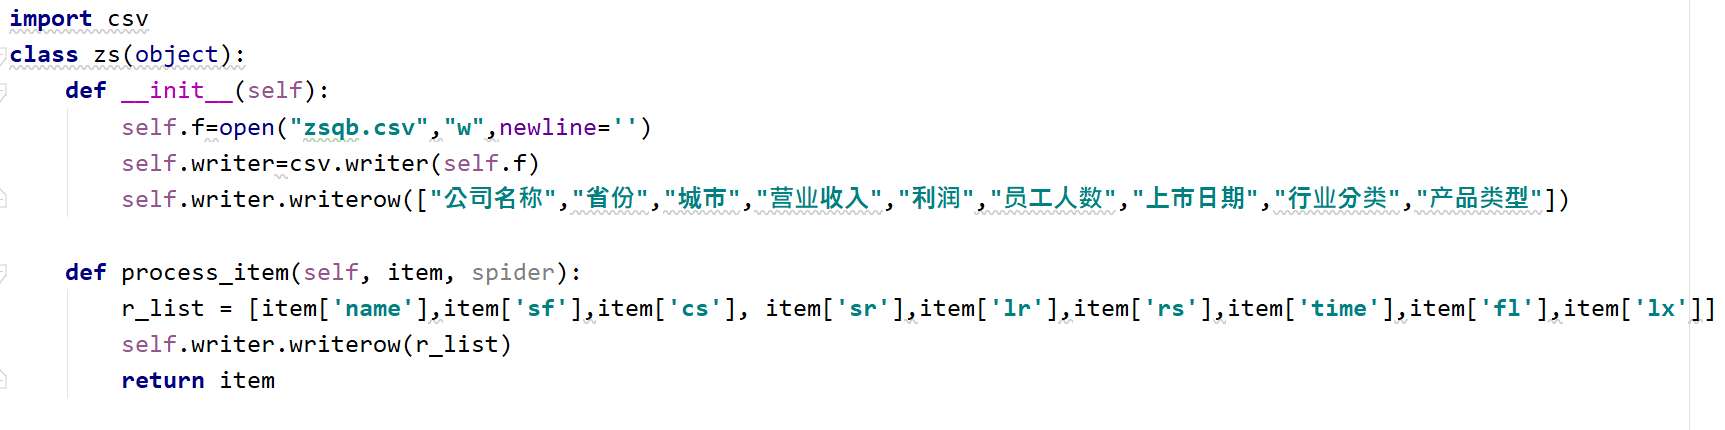 import csv
class zs(object):
    def __init__(self):
        self.f=open("zsqb.csv","w",newline='')
        self.writer=csv.writer(self.f)
        self.writer.writerow(["公司名称","省份","城市","营业收入","利润","员工人数","上市日期","行业分类","产品类型"])
    def process_item(self, item, spider):
        r_list = [item['name'],item['sf'],item['cs'], item['sr'],item['lr'],item['rs'],item['time'],item['fl'],item['lx']]
        self.writer.writerow(r_list)
        return item